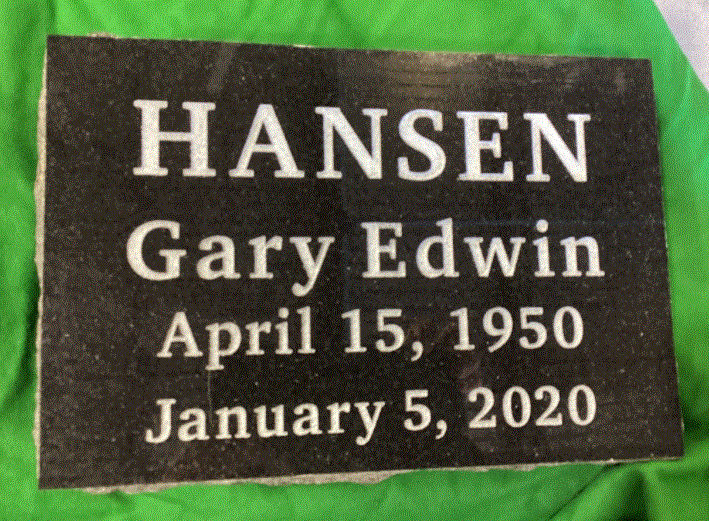 HANSEN
Gary Edwin
April 15, 1950
January 5, 2020